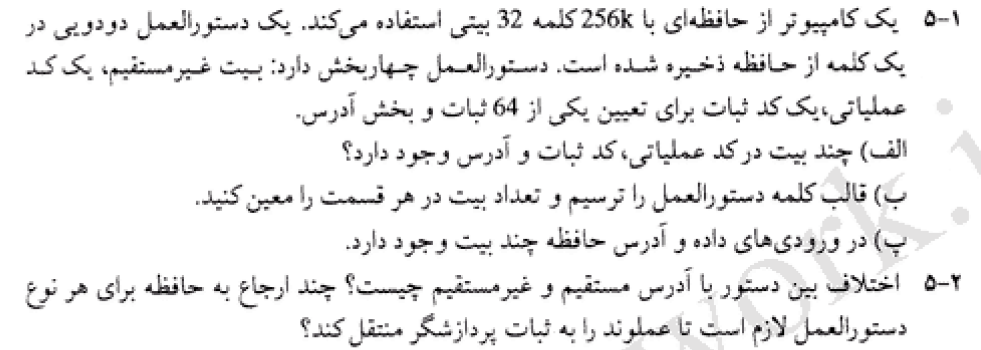 ۵-۱ یک کامپیوتر از حافظه‌ای با 256k کلمه 32 بیتی استفاده می‌کند. یک دستورالعمل دودویی در
یک کلمه از حافظه ذخیره شده است. دستورالعمل چهاربخش دارد: بیت غیرمستقیم، یک کد
عملیاتی،یک کد ثبات برای تعیین یکی از 64 ثبات و بخش آدرس.
الف) چند بیت در کد عملیاتی، کد ثبات و آدرس وجود دارد؟
ب) قالب کلمه دستورالعمل را ترسیم و تعداد بیت در هر قسمت را معین کنید.
پ) در ورودی‌های داده و آدرس حافظه چند بیت وجود دارد.
۵-۲ اختلاف بین دستور با آدرس مستقیم و غیرمستقیم چیست؟ چند ارجاع به حافظه برای هر نوع
دستورالعمل لازم است تا عملوند را به ثبات پردازشگر منتقل کند؟